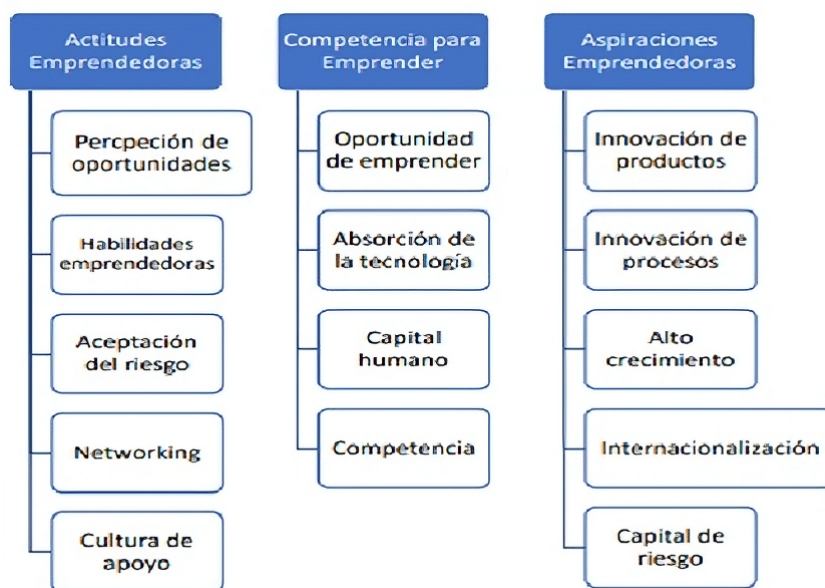 Actitudes
Emprendedoras
Percpeción de
oportunidades
Habilidades
emprendedoras
Aceptación
del riesgo
Networking
Cultura de
apoyo
Competencia para
Emprender
Oportunidad
de emprender
Absorción de
la tecnología
Capital
humano
Competencia
Aspiraciones
Emprendedoras
Innovación de
productos
Innovación de
procesos
Alto
crecimiento
Internacionalización
Capital de
riesgo